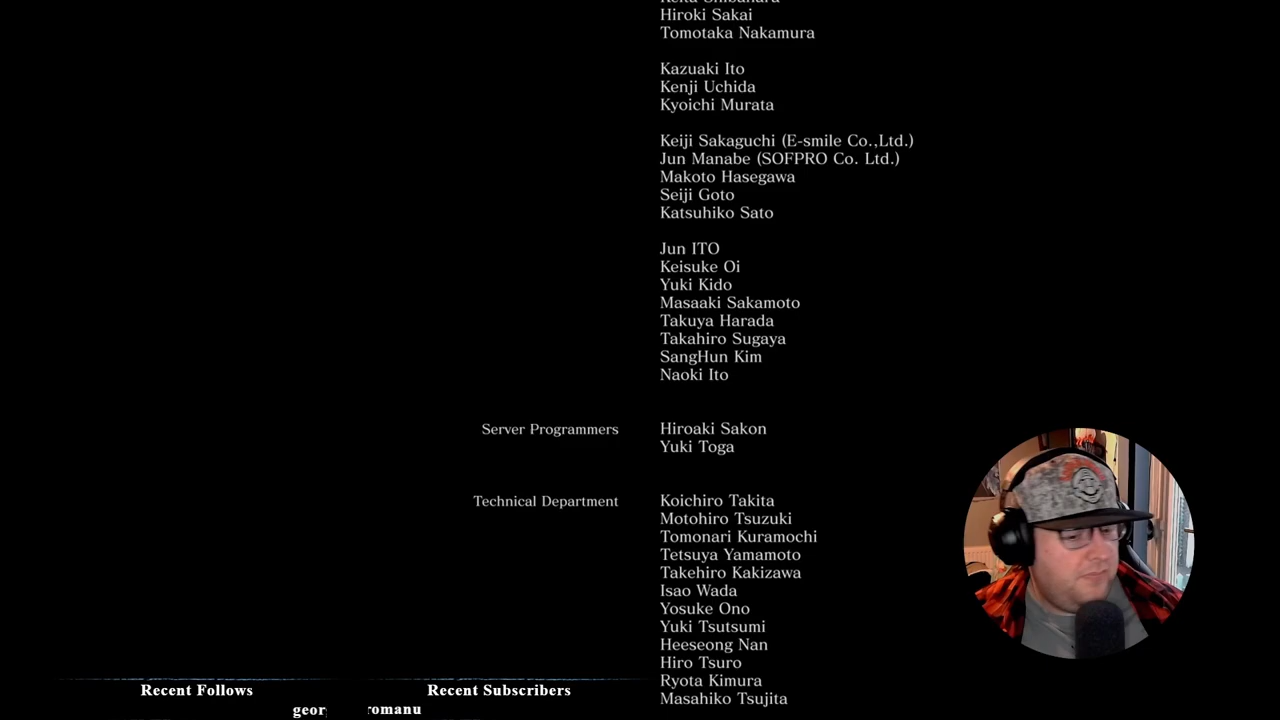 Hiroki Sakai
Tomotaka Nakamura
Kazuaki Ito
Kenji Uchida
Kyoichi Murata
Keiji Sakaguchi (E-smile Co.,Ltd.)
Jun Manabe (SOFPRO Co. Ltd.)
Makoto Hasegawa
Seiji Goto
Katsuhiko Sato
Jun ITO
Keisuke Oi
Yuki Kido
Masaaki Sakamoto
Takuya Harada
Takahiro Sugaya
SangHun Kim
Naoki Ito
Server Programmers Hiroaki Sakon
Yuki Toga
Technical Department Koichiro Takita
Motohiro Tsuzuki
Tomonari Kuramochi
Tetsuya Yamamoto
Takehiro Kakizawa
Isao Wada
Yosuke Ono
Yuki Tsutsumi
Heeseong Nan
Hiro Tsuro
Ryota Kimura
Masahiko Tsujita
Recent Follows Recent Subscribers
geor romanu